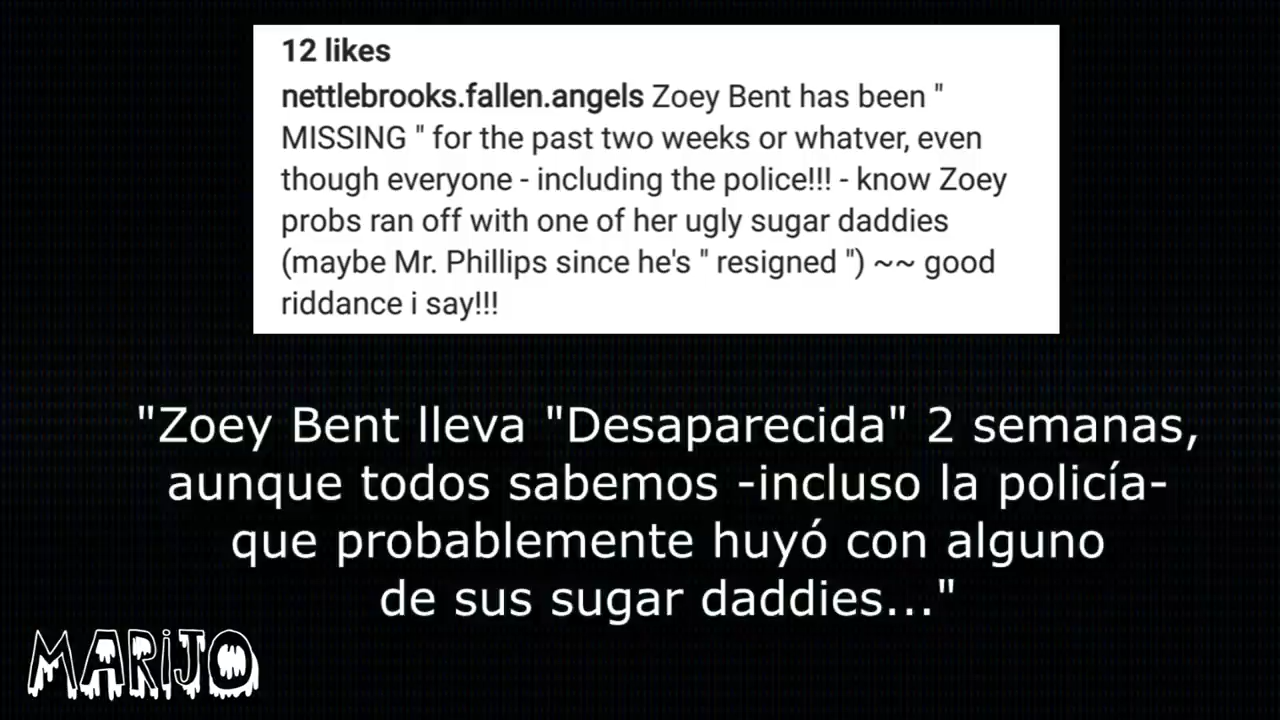 12 likes
nettlebrooks.fallen.angels Zoey Bent has been "
MISSING " for the past two weeks or whatver, even
though everyone - including the police!!! - know Zoey
probs ran off with one of her ugly sugar daddies
(maybe Mr. Phillips since he's " resigned ") ~~ good
riddance i say!!!
"Zoey Bent lleva "Desaparecida" 2 semanas,
aunque todos sabemos -incluso la policía-
que probablemente huyó con alguno
de sus sugar daddies..."
MARiJO